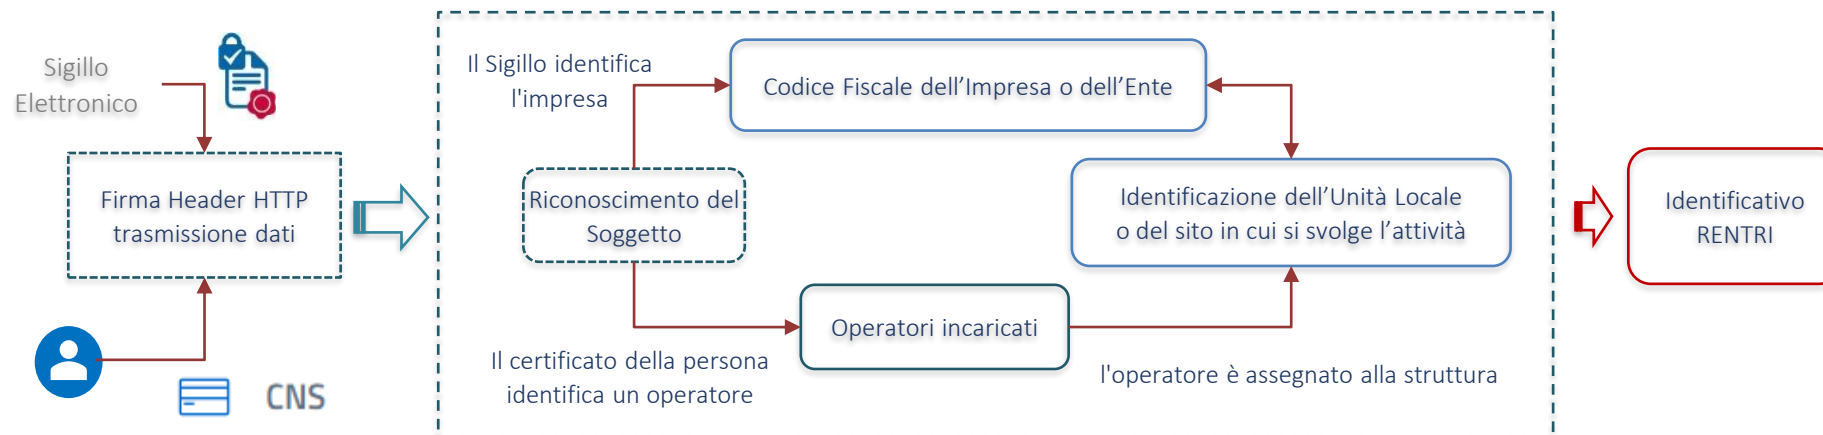 Sigillo
Elettronico
Firma Header HTTP
trasmissione dati
CNS
Il Sigillo identifica
l'impresa
Codice Fiscale dell’Impresa o dell’Ente
Riconoscimento del
Soggetto
Identificazione dell’Unità Locale
o del sito in cui si svolge l’attività
Operatori incaricati
Il certificato della persona
identifica un operatore
l'operatore è assegnato alla struttura
Identificativo
RENTRI